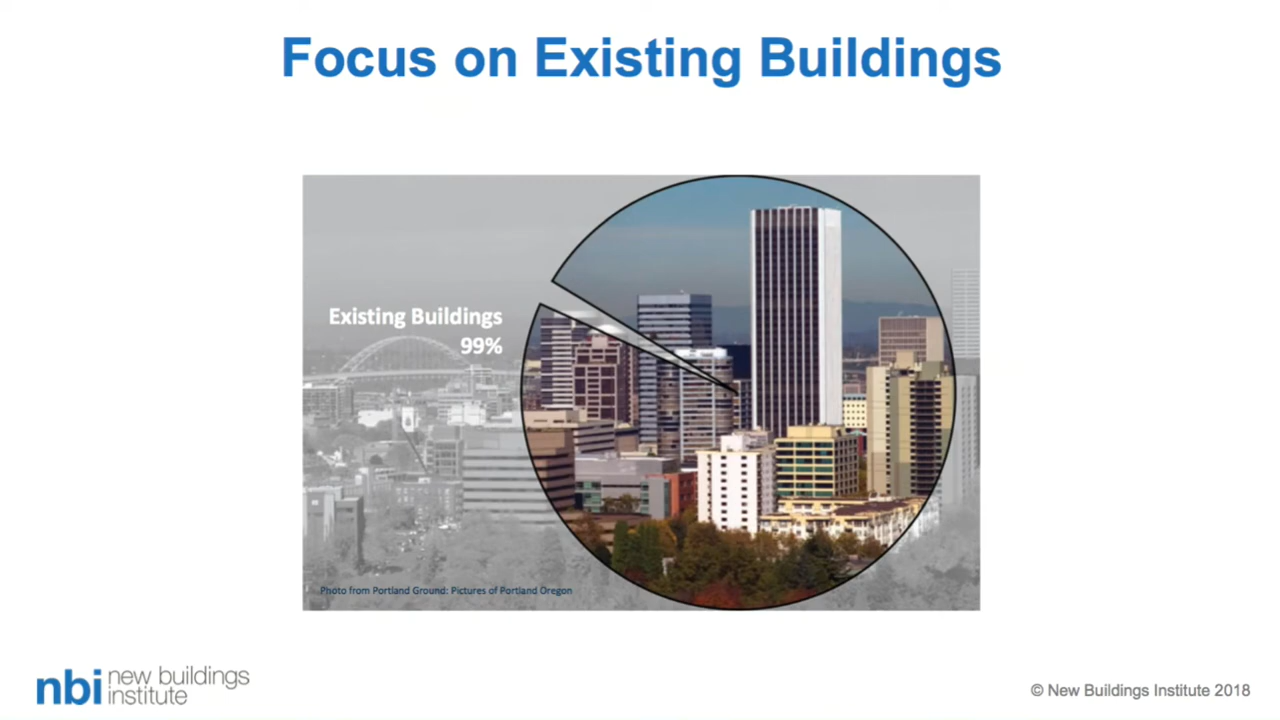 Focus on Existing Buildings
Existing Buildings
99%
Photo from Portland Ground: Pictures of Portland Oregon
nbi new buildings
institute
© New Buildings Institute 2018